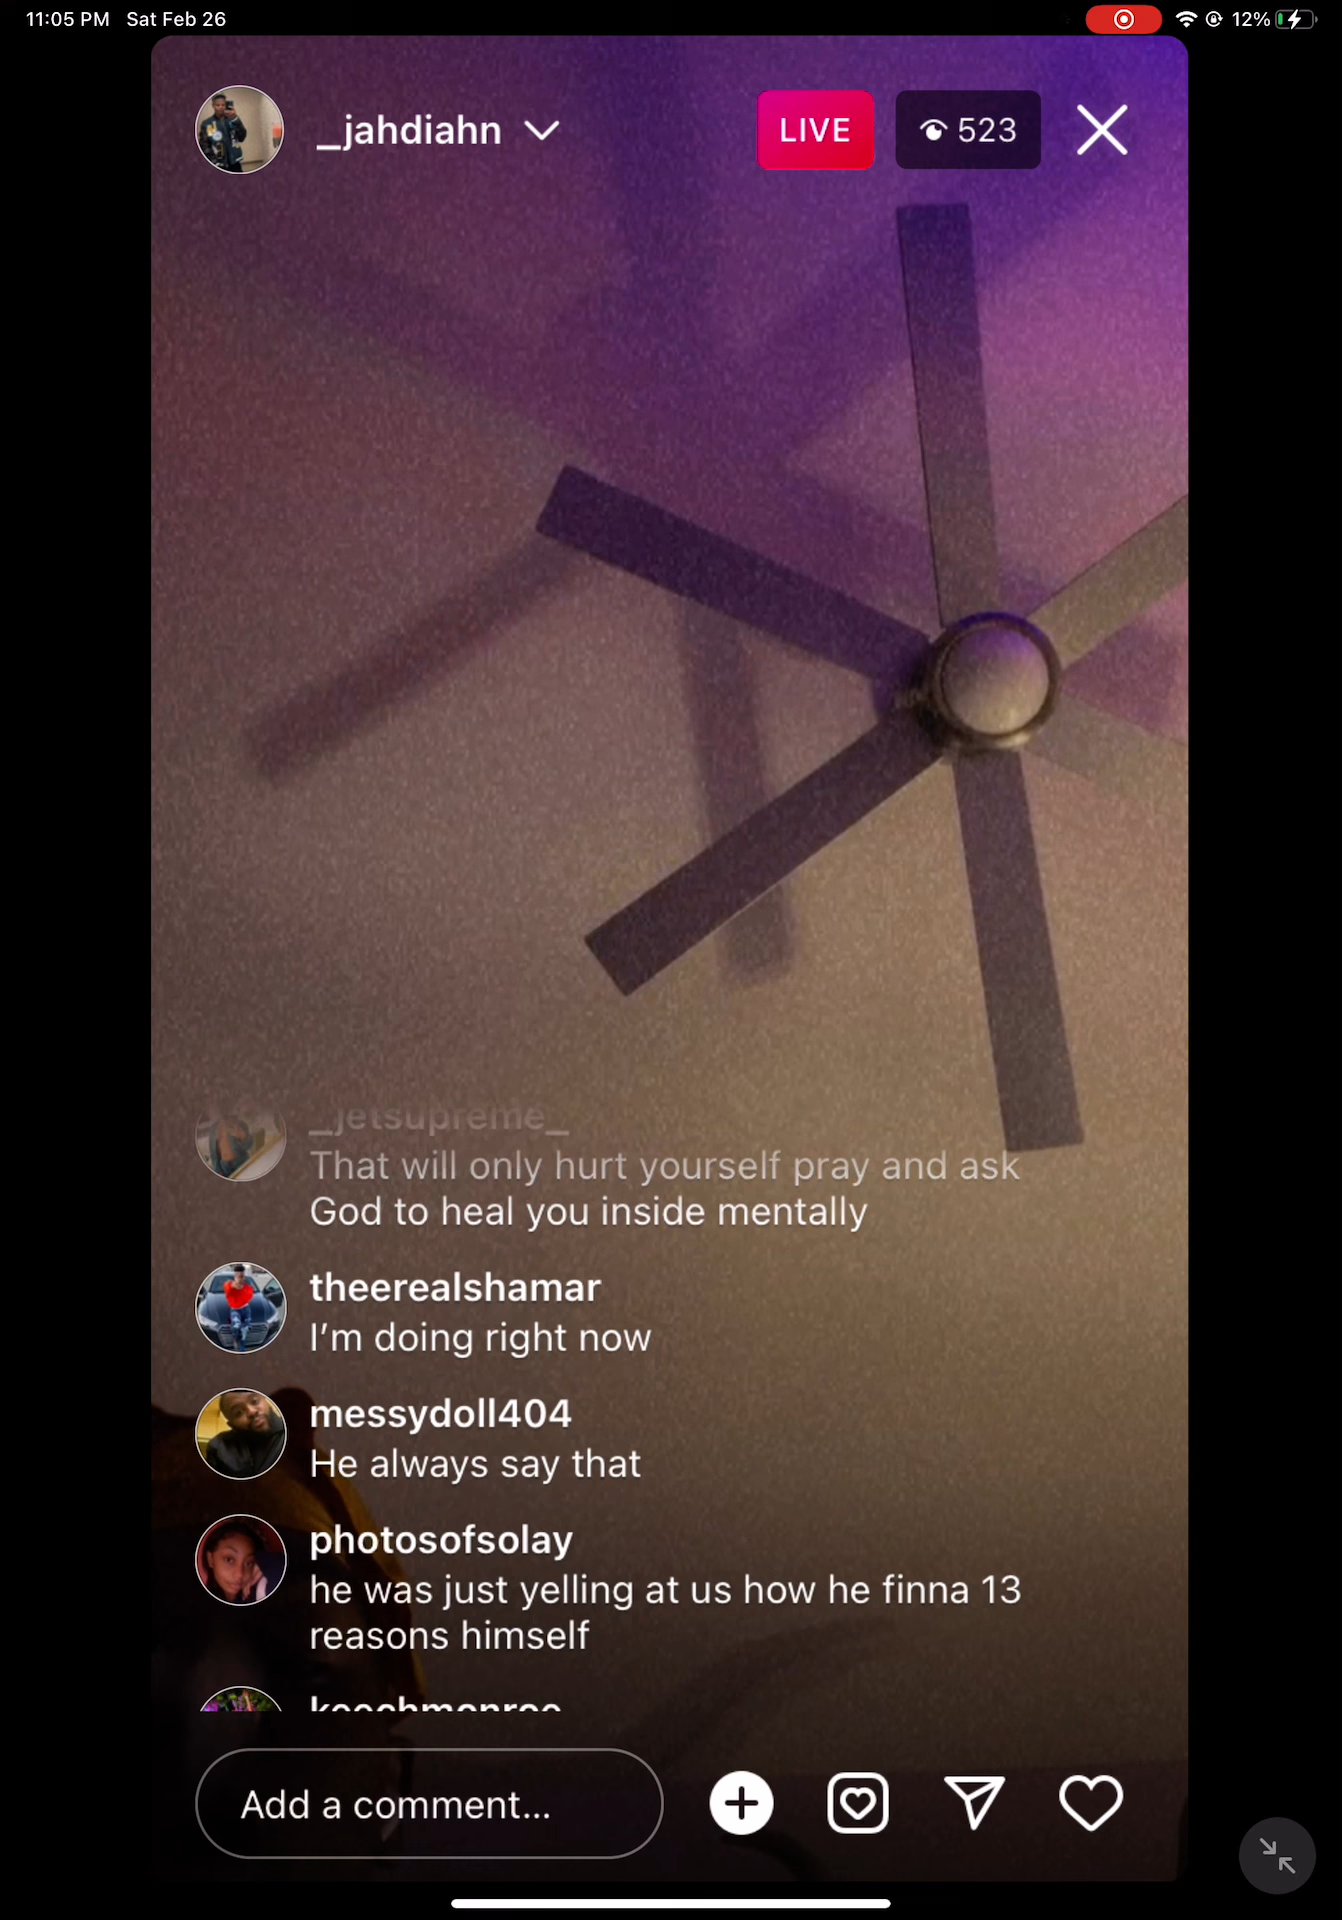 11:05 PM Sat Feb 26
12%
_jahdiahn
LIVE
523
_jetsupreme_
That will only hurt yourself pray and ask
God to heal you inside mentally
theerealshamar
I’m doing right now
messydoll404
He always say that
photosofsolay
he was just yelling at us how he finna 13
reasons himself
keechmonroe
Add a comment...